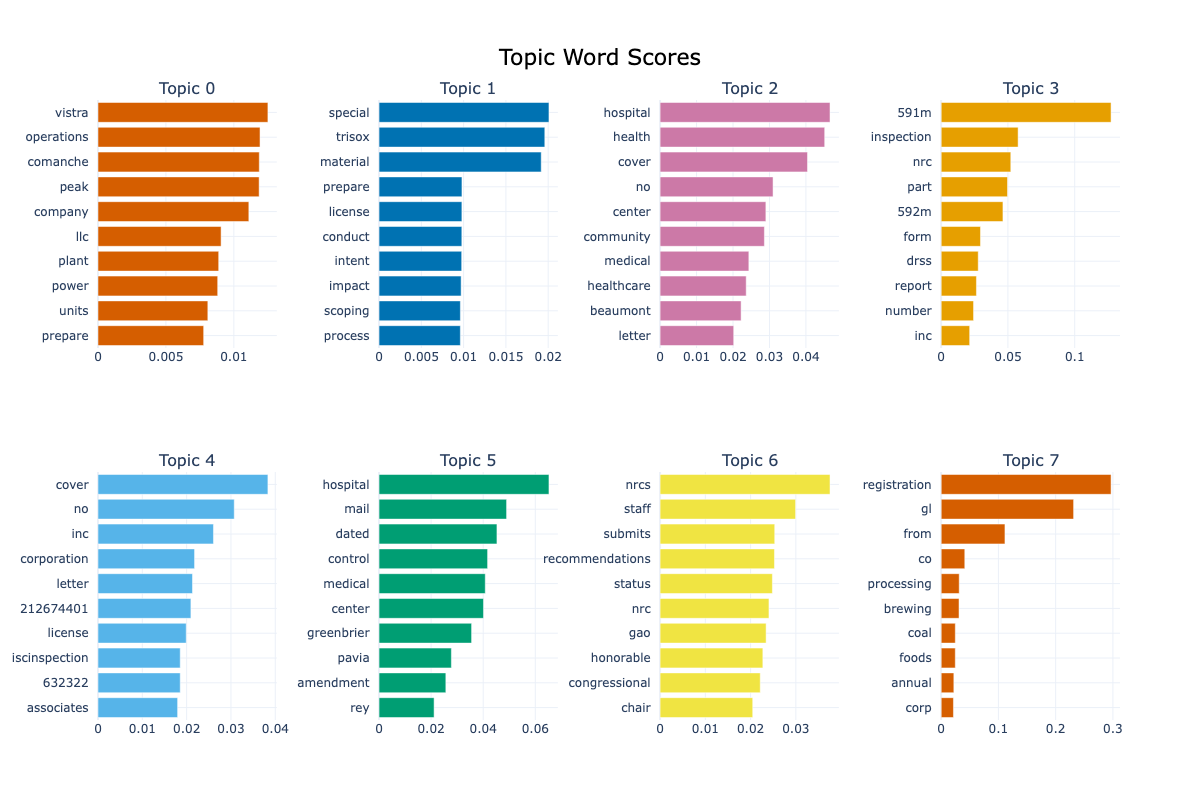 Topic Word Scores
Topic 0
vistra
operations
comanche
peak
company
llc
plant
power
units
prepare
0 0.005 0.01
Topic 1
special
trisox
material
prepare
license
conduct
intent
impact
scoping
process
0 0.005 0.01 0.015 0.02
Topic 2
hospital
health
cover
no
center
community
medical
healthcare
beaumont
letter
0 0.01 0.02 0.03 0.04
Topic 3
591m
inspection
nrc
part
592m
form
drss
report
number
inc
0 0.05 0.1
Topic 4
cover
no
inc
corporation
letter
212674401
license
iscinspection
632322
associates
0 0.01 0.02 0.03 0.04
Topic 5
hospital
mail
dated
control
medical
center
greenbrier
pavia
amendment
rey
0 0.02 0.04 0.06
Topic 6
nrcs
staff
submits
recommendations
status
nrc
gao
honorable
congressional
chair
0 0.01 0.02 0.03
Topic 7
registration
gl
from
co
processing
brewing
coal
foods
annual
corp
0 0.1 0.2 0.3